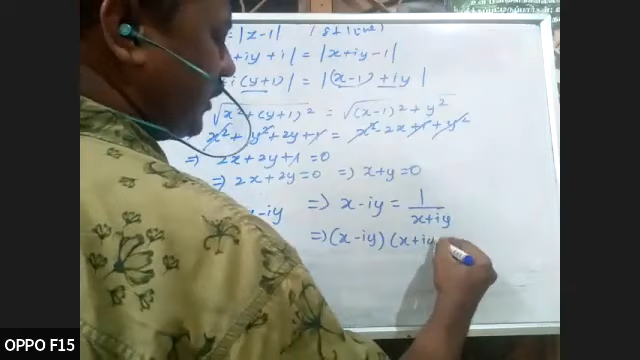 = |z-1|
+iy+i| = |x+iy-1|
i(y+1)| = |(x-1)+iy|
√x²+(y+1)² = √(x-1)²+y²
x²+y²+2y+1 = x²-2x+1+y²
⇒ 2x+2y+1=0
⇒ 2x+2y=0 ⇒ x+y=0
-iy ⇒ x-iy = 1/(x+iy)
⇒(x-iy)(x+iy
OPPO F15